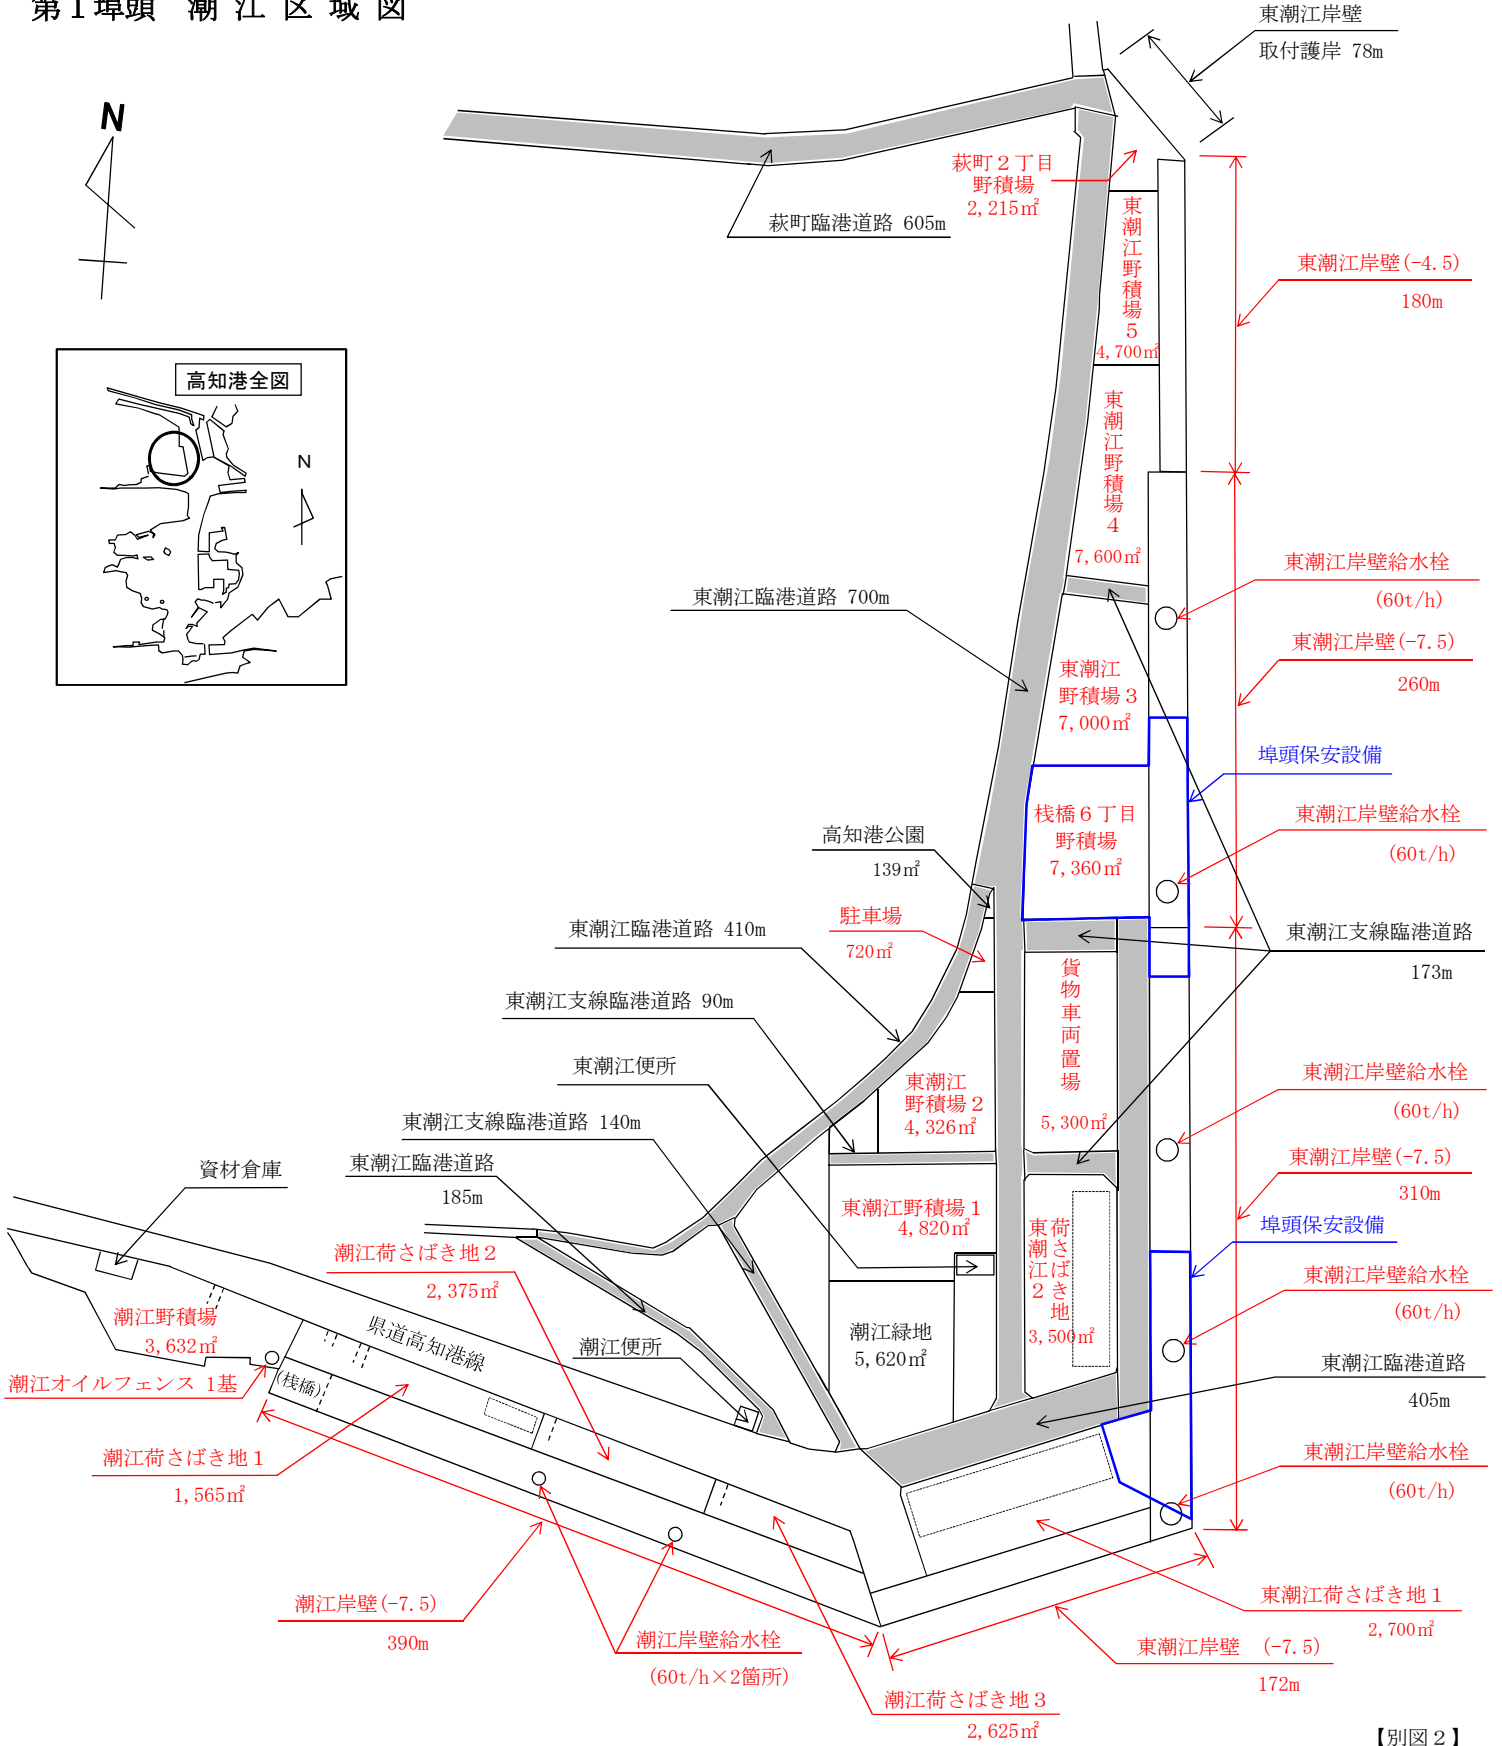 第Ⅰ埠頭　潮 江 区 域 図
東潮江岸壁
取付護岸 78m
N
萩町２丁目
野積場
2,215㎡
萩町臨港道路 605m
東潮江野積場５
4,700㎡
東潮江岸壁(-4.5)
180m
高知港全図
N
東潮江野積場４
7,600㎡
東潮江岸壁給水栓
(60t/h)
東潮江臨港道路 700m
東潮江岸壁(-7.5)
260m
東潮江
野積場３
7,000㎡
埠頭保安設備
桟橋６丁目
野積場
7,360㎡
東潮江岸壁給水栓
(60t/h)
高知港公園
139㎡
駐車場
720㎡
東潮江臨港道路 410m
東潮江支線臨港道路
173m
貨物車両置場
5,300㎡
東潮江支線臨港道路 90m
東潮江便所
東潮江
野積場２
4,326㎡
東潮江岸壁給水栓
(60t/h)
東潮江支線臨港道路 140m
東潮江臨港道路
185m
資材倉庫
東潮江岸壁(-7.5)
310m
東潮江野積場１
4,820㎡
東潮江
荷さばき地
２
3,500㎡
埠頭保安設備
潮江荷さばき地２
2,375㎡
東潮江岸壁給水栓
(60t/h)
潮江野積場
3,632㎡
県道高知港線
潮江便所
潮江緑地
5,620㎡
東潮江臨港道路
405m
潮江オイルフェンス 1基
(桟橋)
潮江荷さばき地１
1,565㎡
東潮江岸壁給水栓
(60t/h)
潮江岸壁(-7.5)
390m
潮江岸壁給水栓
(60t/h×2箇所)
東潮江荷さばき地１
2,700㎡
東潮江岸壁　(-7.5)
172m
潮江荷さばき地３
2,625㎡
【別図２】